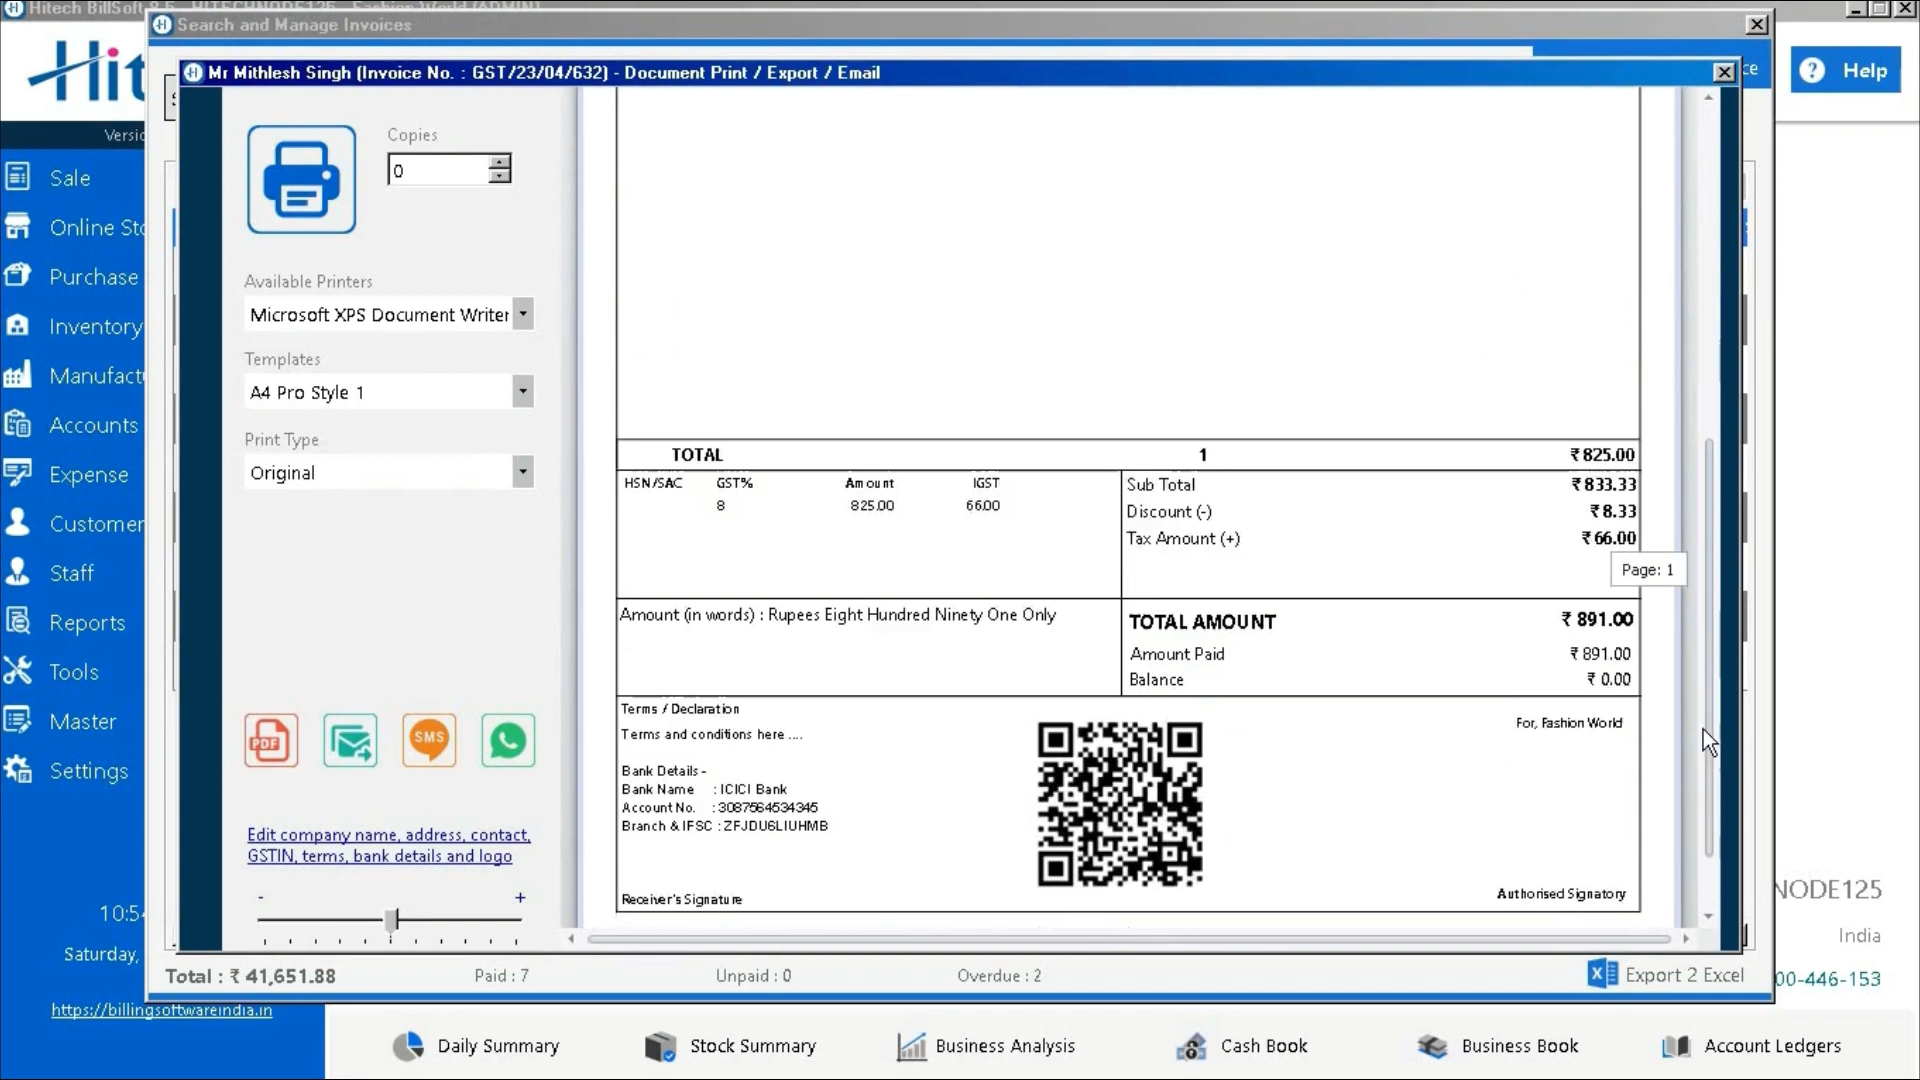 Search and Manage Invoices
Mr Mithlesh Singh (Invoice No. : GST/23/04/632) - Document Print / Export / Email
Hit
ce
Help
Versio
Sale
Online Sto
Purchase
Inventory
Manufact
Accounts
Expense
Customer
Staff
Reports
Tools
Master
Settings
10:54
Saturday,
https://billingsoftwareindia.in
Copies
0
Available Printers
Microsoft XPS Document Writer
Templates
A4 Pro Style 1
Print Type
Original
PDF
SMS
Edit company name, address, contact,
GSTIN, terms, bank details and logo
- +
TOTAL 1 ₹ 825.00
HSN/SAC GST% Amount IGST
8 825.00 66.00
Sub Total ₹ 833.33
Discount (-) ₹ 8.33
Tax Amount (+) ₹ 66.00
Page: 1
Amount (in words) : Rupees Eight Hundred Ninety One Only
TOTAL AMOUNT ₹ 891.00
Amount Paid ₹ 891.00
Balance ₹ 0.00
Terms / Declaration
Terms and conditions here ....
For, Fashion World
Bank Details -
Bank Name : ICICI Bank
Account No. : 3087564534345
Branch & IFSC : ZFJDU6LIUHMB
Receiver's Signature
Authorised Signatory
NODE125
India
00-446-153
Total : ₹ 41,651.88 Paid : 7 Unpaid : 0 Overdue : 2 Export 2 Excel
Daily Summary Stock Summary Business Analysis Cash Book Business Book Account Ledgers